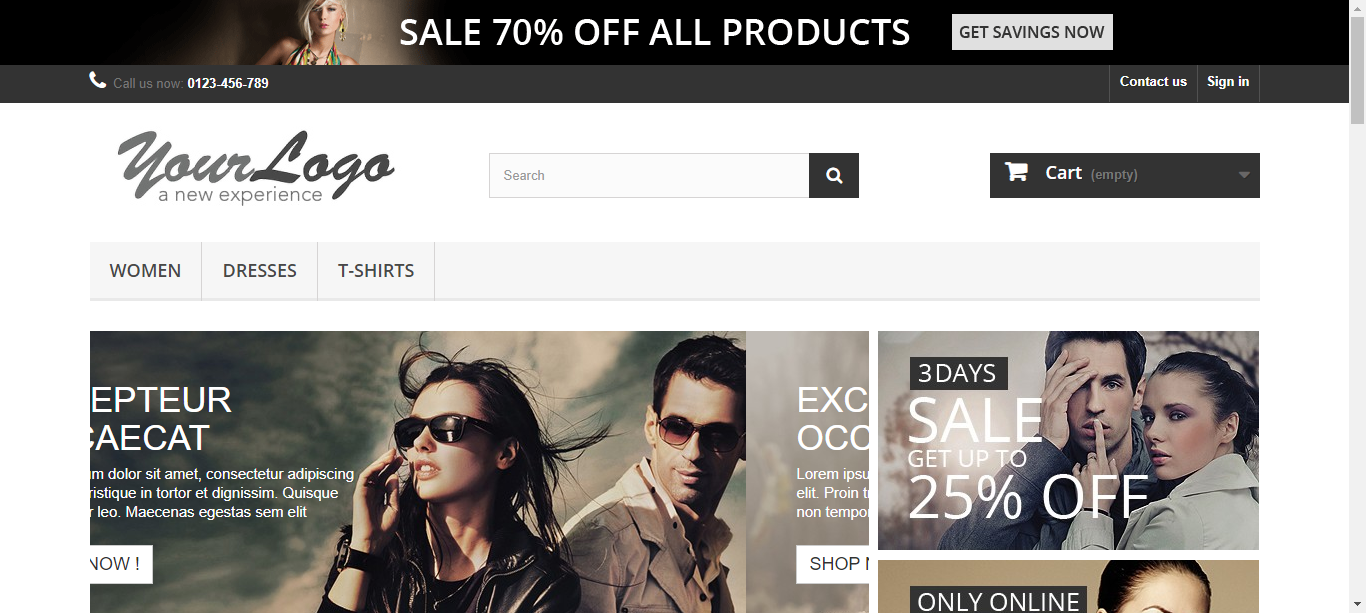 SALE 70% OFF ALL PRODUCTS GET SAVINGS NOW
Call us now: 0123-456-789 Contact us Sign in
YourLogo
a new experience
Search
Cart (empty)
WOMEN DRESSES T-SHIRTS
EPTEUR
CAECAT
m dolor sit amet, consectetur adipiscing
ristique in tortor et dignissim. Quisque
r leo. Maecenas egestas sem elit
NOW !
EXC
OCC
Lorem ipsu
elit. Proin t
non tempor
SHOP
3 DAYS
SALE
GET UP TO
25% OFF
ONLY ONLINE